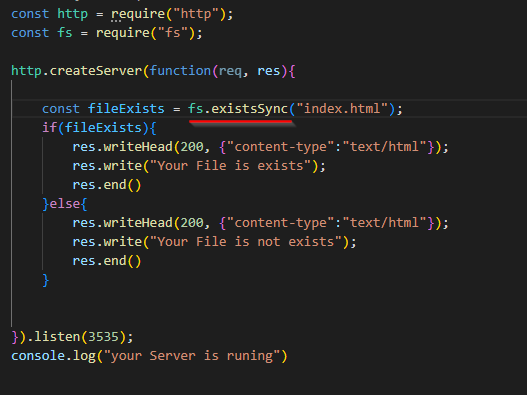 const http = require("http");
const fs = require("fs");
http.createServer(function(req, res){
const fileExists = fs.existsSync("index.html");
if(fileExists){
res.writeHead(200, {"content-type":"text/html"});
res.write("Your File is exists");
res.end()
}else{
res.writeHead(200, {"content-type":"text/html"});
res.write("Your File is not exists");
res.end()
}
}).listen(3535);
console.log("your Server is runing")